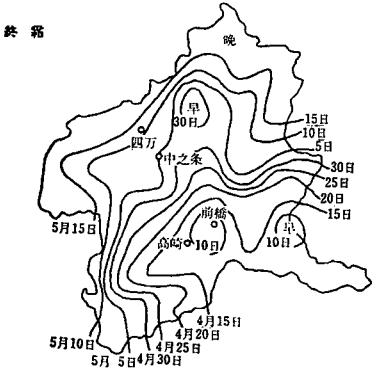 終霜
晩
早
30日
15日
10日
5日
四万
中之条
30日
25日
20日
15日
5月15日
前橋
高崎
10日
早
10日
4月15日
4月20日
4月25日
4月30日
5月10日
5月 5日